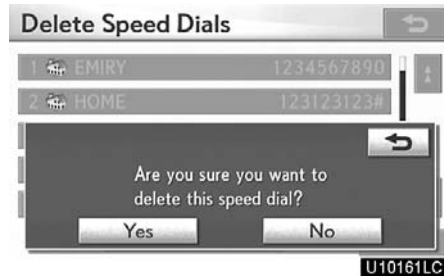 Delete Speed Dials
1 EMIRY 1234567890
2 HOME 123123123#
Are you sure you want to
delete this speed dial?
Yes No
U10161LC